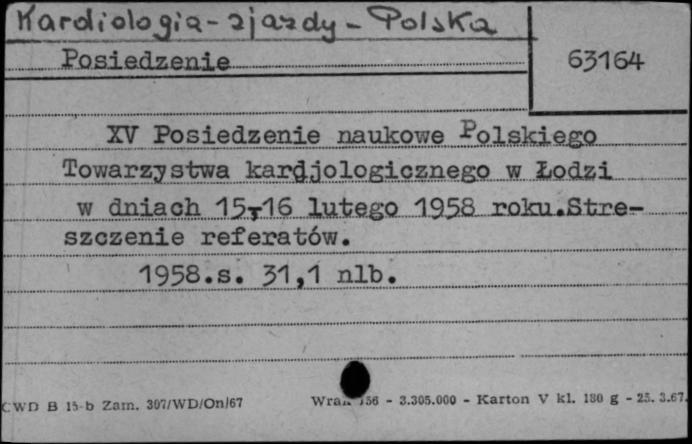 Kardiologia - zjazdy - Polska
Posiedzenie
63164
XV Posiedzenie naukowe Polskiego
Towarzystwa kardjologicznego w Łodzi
w dniach 15-16 lutego 1958 roku.Stre-
szczenie referatów.
1958.s. 31,1 nlb.
CWD B 15-b Zam. 307/WD/On/67
56 - 3.305.000 - Karton V kl. 180 g - 25. 3.67.